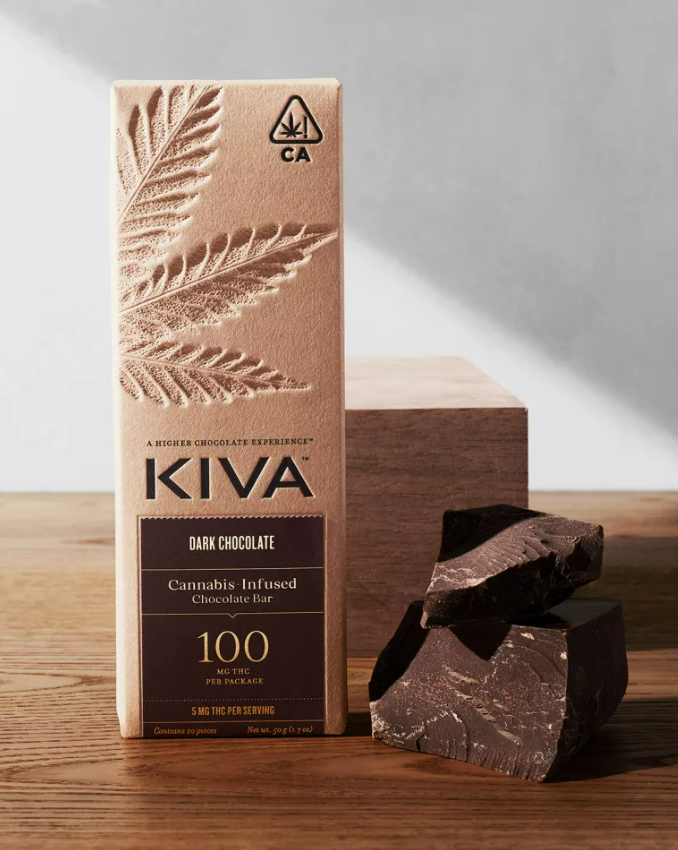 CA
A HIGHER CHOCOLATE EXPERIENCE™
KIVA™
DARK CHOCOLATE
Cannabis-Infused
Chocolate Bar
100
MG THC
PER PACKAGE
5 MG THC PER SERVING
Contains 20 pieces Net wt. 50 g (1.7 oz)